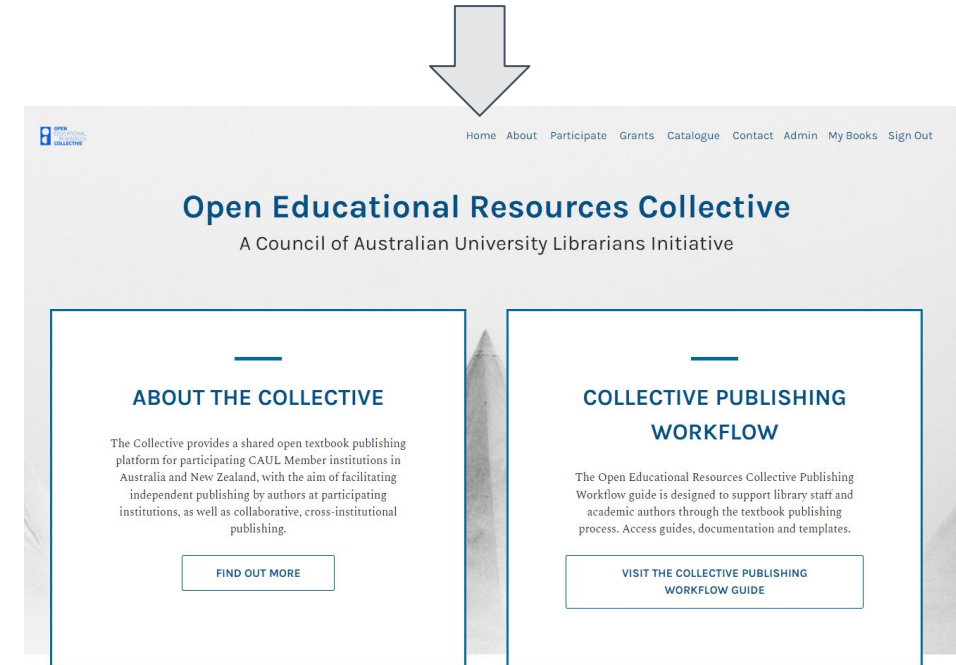 OPEN
EDUCATIONAL
RESOURCES
COLLECTIVE
Home About Participate Grants Catalogue Contact Admin My Books Sign Out
Open Educational Resources Collective
A Council of Australian University Librarians Initiative
ABOUT THE COLLECTIVE
The Collective provides a shared open textbook publishing
platform for participating CAUL Member institutions in
Australia and New Zealand, with the aim of facilitating
independent publishing by authors at participating
institutions, as well as collaborative, cross-institutional
publishing.
FIND OUT MORE
COLLECTIVE PUBLISHING
WORKFLOW
The Open Educational Resources Collective Publishing
Workflow guide is designed to support library staff and
academic authors through the textbook publishing
process. Access guides, documentation and templates.
VISIT THE COLLECTIVE PUBLISHING
WORKFLOW GUIDE